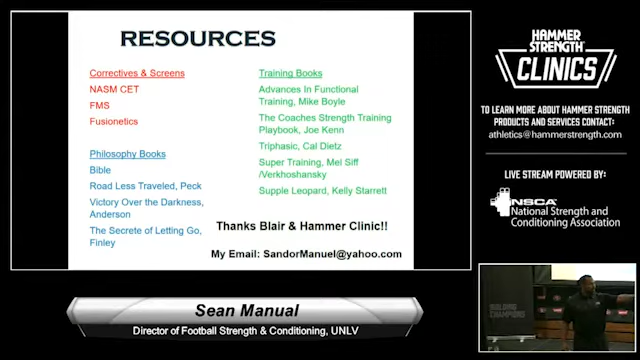 RESOURCES
Correctives & Screens
NASM CET
FMS
Fusionetics
Philosophy Books
Bible
Road Less Traveled, Peck
Victory Over the Darkness,
Anderson
The Secrete of Letting Go,
Finley
Training Books
Advances In Functional
Training, Mike Boyle
The Coaches Strength Training
Playbook, Joe Kenn
Triphasic, Cal Dietz
Super Training, Mel Siff
/Verkhoshansky
Supple Leopard, Kelly Starrett
Thanks Blair & Hammer Clinic!!
My Email: SandorManuel@yahoo.com
HAMMER
STRENGTH
CLINICS
TO LEARN MORE ABOUT HAMMER STRENGTH
PRODUCTS AND SERVICES CONTACT:
athletics@hammerstrength.com
LIVE STREAM POWERED BY:
NSCA
National Strength and
Conditioning Association
BUILDING
CHAMPIONS
Sean Manual
Director of Football Strength & Conditioning, UNLV